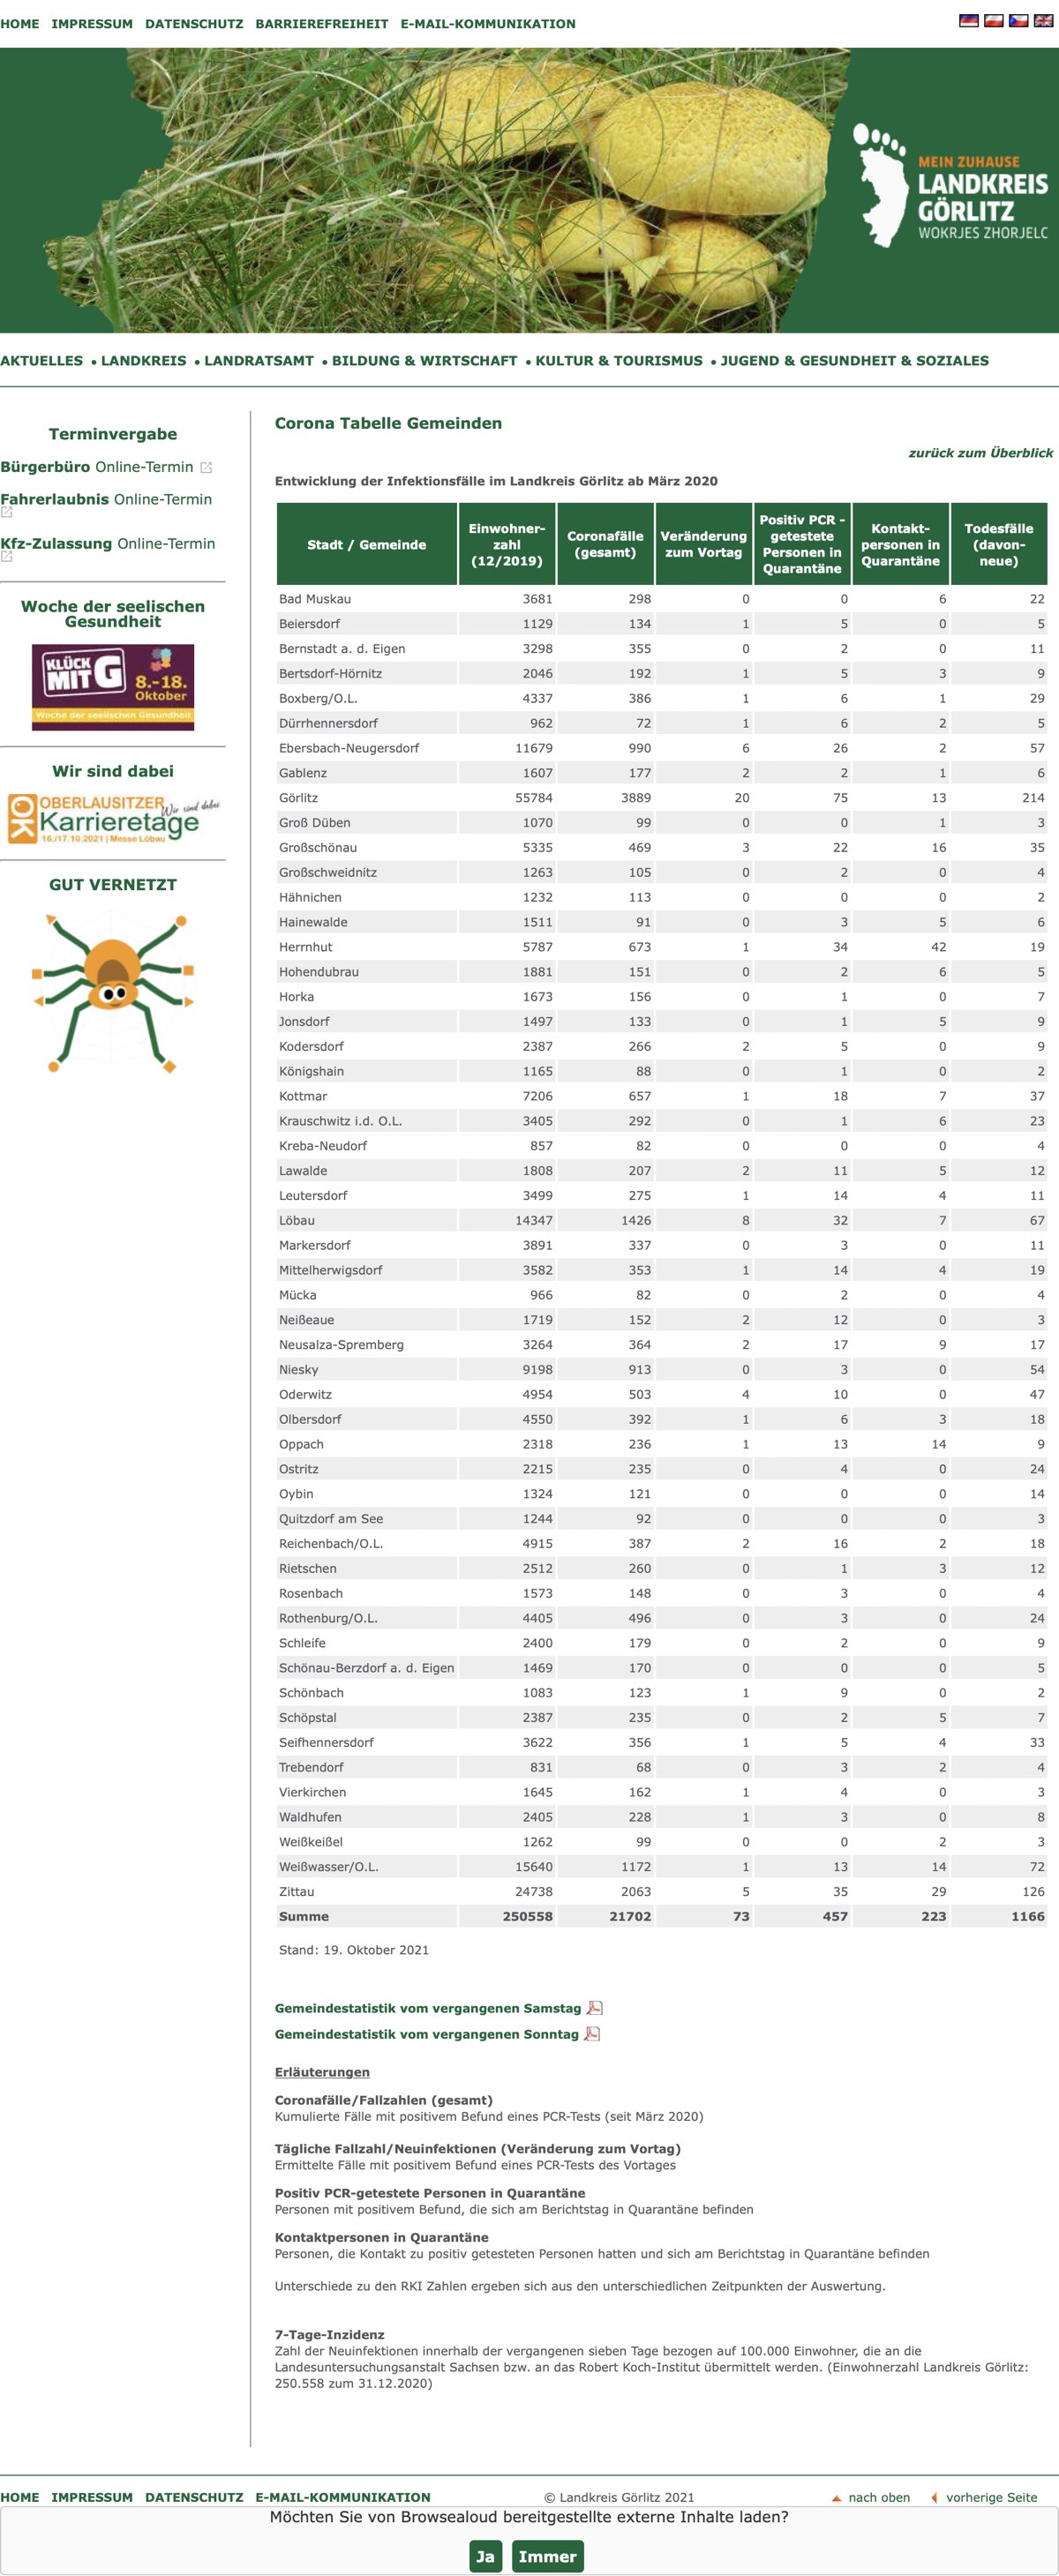 HOME IMPRESSUM DATENSCHUTZ BARRIEREFREIHEIT E-MAIL-KOMMUNIKATION
MEIN ZUHAUSE
LANDKREIS
GÖRLITZ
WOKRJES ZHORJELC
AKTUELLES • LANDKREIS • LANDRATSAMT • BILDUNG & WIRTSCHAFT • KULTUR & TOURISMUS • JUGEND & GESUNDHEIT & SOZIALES
Terminvergabe
Bürgerbüro Online-Termin
Fahrerlaubnis Online-Termin
Kfz-Zulassung Online-Termin
Woche der seelischen
Gesundheit
KLÜCK
MIT G
8.-18.
Oktober
Woche der seelischen Gesundheit
Wir sind dabei
OK OBERLAUSITZER
Karrieretage
Wir sind dabei
16./17.10.2021 | Messe Löbau
GUT VERNETZT
Corona Tabelle Gemeinden
zurück zum Überblick
Entwicklung der Infektionsfälle im Landkreis Görlitz ab März 2020
Stadt / Gemeinde Einwohner-zahl (12/2019) Coronafälle (gesamt) Veränderung zum Vortag Positiv PCR - getestete Personen in Quarantäne Kontakt-personen in Quarantäne Todesfälle (davon-neue)
Bad Muskau 3681 298 0 0 6 22
Beiersdorf 1129 134 1 5 0 5
Bernstadt a. d. Eigen 3298 355 0 2 0 11
Bertsdorf-Hörnitz 2046 192 1 5 3 9
Boxberg/O.L. 4337 386 1 6 1 29
Dürrhennersdorf 962 72 1 6 2 5
Ebersbach-Neugersdorf 11679 990 6 26 2 57
Gablenz 1607 177 2 2 1 6
Görlitz 55784 3889 20 75 13 214
Groß Düben 1070 99 0 0 1 3
Großschönau 5335 469 3 22 16 35
Großschweidnitz 1263 105 0 2 0 4
Hähnichen 1232 113 0 0 0 2
Hainewalde 1511 91 0 3 5 6
Herrnhut 5787 673 1 34 42 19
Hohendubrau 1881 151 0 2 6 5
Horka 1673 156 0 1 0 7
Jonsdorf 1497 133 0 1 5 9
Kodersdorf 2387 266 2 5 0 9
Königshain 1165 88 0 1 0 2
Kottmar 7206 657 1 18 7 37
Krauschwitz i.d. O.L. 3405 292 0 1 6 23
Kreba-Neudorf 857 82 0 0 0 4
Lawalde 1808 207 2 11 5 12
Leutersdorf 3499 275 1 14 4 11
Löbau 14347 1426 8 32 7 67
Markersdorf 3891 337 0 3 0 11
Mittelherwigsdorf 3582 353 1 14 4 19
Mücka 966 82 0 2 0 4
Neißeaue 1719 152 2 12 0 3
Neusalza-Spremberg 3264 364 2 17 9 17
Niesky 9198 913 0 3 0 54
Oderwitz 4954 503 4 10 0 47
Olbersdorf 4550 392 1 6 3 18
Oppach 2318 236 1 13 14 9
Ostritz 2215 235 0 4 0 24
Oybin 1324 121 0 0 0 14
Quitzdorf am See 1244 92 0 0 0 3
Reichenbach/O.L. 4915 387 2 16 2 18
Rietschen 2512 260 0 1 3 12
Rosenbach 1573 148 0 3 0 4
Rothenburg/O.L. 4405 496 0 3 0 24
Schleife 2400 179 0 2 0 9
Schönau-Berzdorf a. d. Eigen 1469 170 0 0 0 5
Schönbach 1083 123 1 9 0 2
Schöpstal 2387 235 0 2 5 7
Seifhennersdorf 3622 356 1 5 4 33
Trebendorf 831 68 0 3 2 4
Vierkirchen 1645 162 1 4 0 3
Waldhufen 2405 228 1 3 0 8
Weißkeißel 1262 99 0 0 2 3
Weißwasser/O.L. 15640 1172 1 13 14 72
Zittau 24738 2063 5 35 29 126
Summe 250558 21702 73 457 223 1166
Stand: 19. Oktober 2021
Gemeindestatistik vom vergangenen Samstag
Gemeindestatistik vom vergangenen Sonntag
Erläuterungen
Coronafälle/Fallzahlen (gesamt)
Kumulierte Fälle mit positivem Befund eines PCR-Tests (seit März 2020)
Tägliche Fallzahl/Neuinfektionen (Veränderung zum Vortag)
Ermittelte Fälle mit positivem Befund eines PCR-Tests des Vortages
Positiv PCR-getestete Personen in Quarantäne
Personen mit positivem Befund, die sich am Berichtstag in Quarantäne befinden
Kontaktpersonen in Quarantäne
Personen, die Kontakt zu positiv getesteten Personen hatten und sich am Berichtstag in Quarantäne befinden
Unterschiede zu den RKI Zahlen ergeben sich aus den unterschiedlichen Zeitpunkten der Auswertung.
7-Tage-Inzidenz
Zahl der Neuinfektionen innerhalb der vergangenen sieben Tage bezogen auf 100.000 Einwohner, die an die
Landesuntersuchungsanstalt Sachsen bzw. an das Robert Koch-Institut übermittelt werden. (Einwohnerzahl Landkreis Görlitz:
250.558 zum 31.12.2020)
HOME IMPRESSUM DATENSCHUTZ E-MAIL-KOMMUNIKATION © Landkreis Görlitz 2021 nach oben vorherige Seite
Möchten Sie von Browsealoud bereitgestellte externe Inhalte laden?
Ja Immer